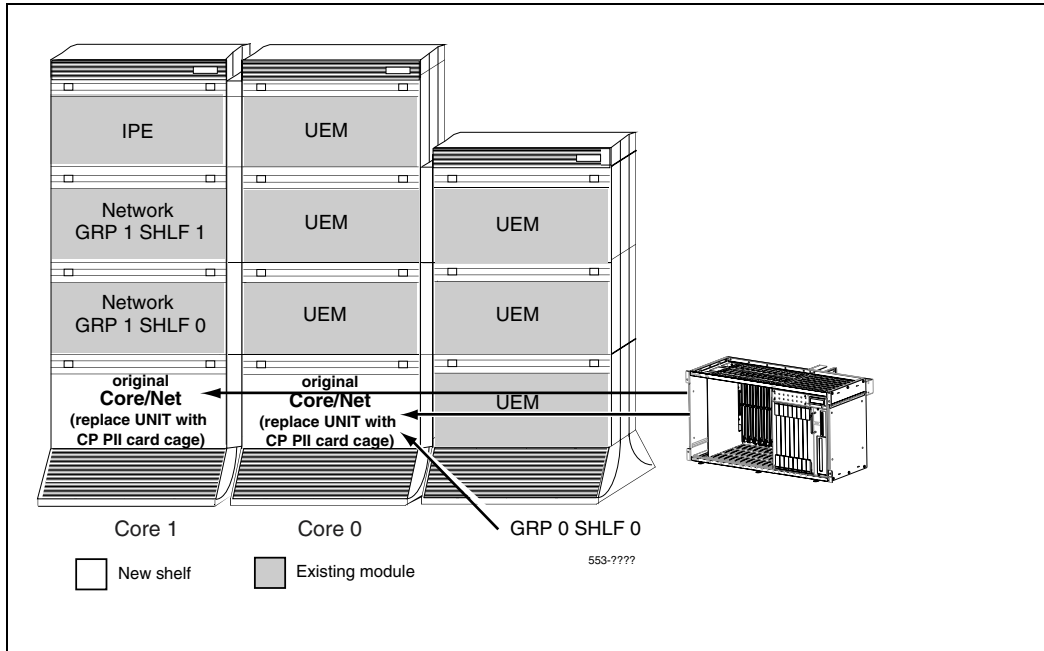 IPE
Network
GRP 1 SHLF 1
Network
GRP 1 SHLF 0
original
Core/Net
(replace UNIT with
CP PII card cage)
UEM
UEM
UEM
original
Core/Net
(replace UNIT with
CP PII card cage)
UEM
UEM
UEM
Core 1
Core 0
GRP 0 SHLF 0
553-????
New shelf
Existing module